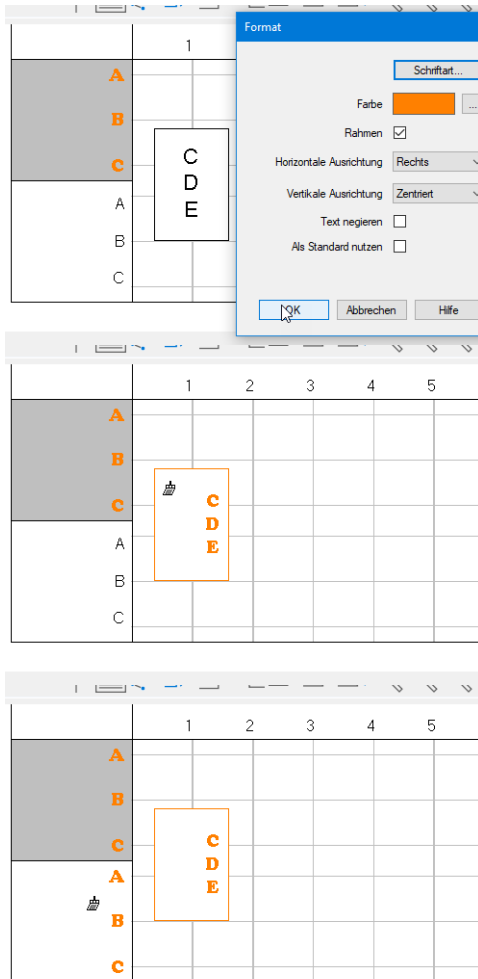 Format
1
A
B
C
A
B
C
C
D
E
Schriftart...
Farbe
...
Rahmen
Horizontale Ausrichtung Rechts
Vertikale Ausrichtung Zentriert
Text negieren
Als Standard nutzen
OK Abbrechen Hilfe
1 2 3 4 5
A
B
C
A
B
C
C
D
E
1 2 3 4 5
A
B
C
A
B
C
C
D
E